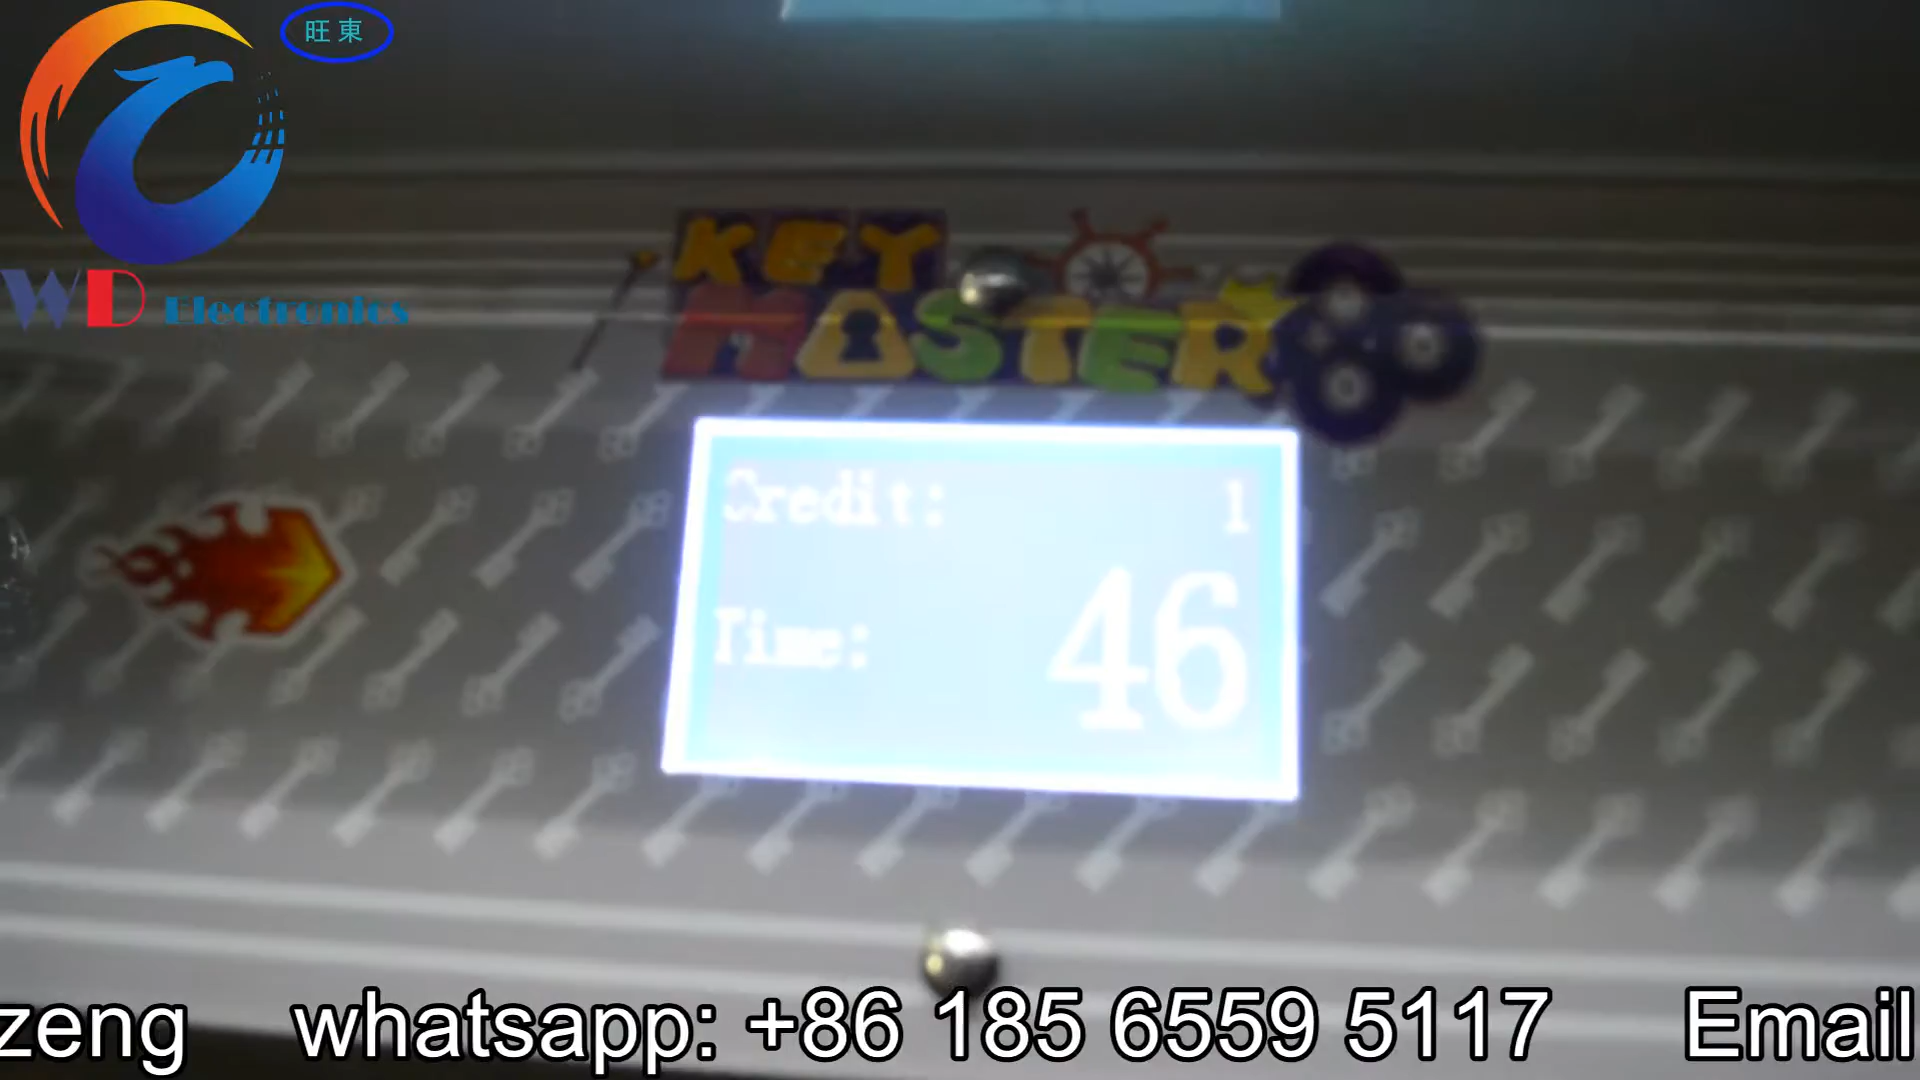 旺東
WD Electronics
KEY
MASTER
Credit: 1
Time: 46
zeng whatsapp: +86 185 6559 5117 Email